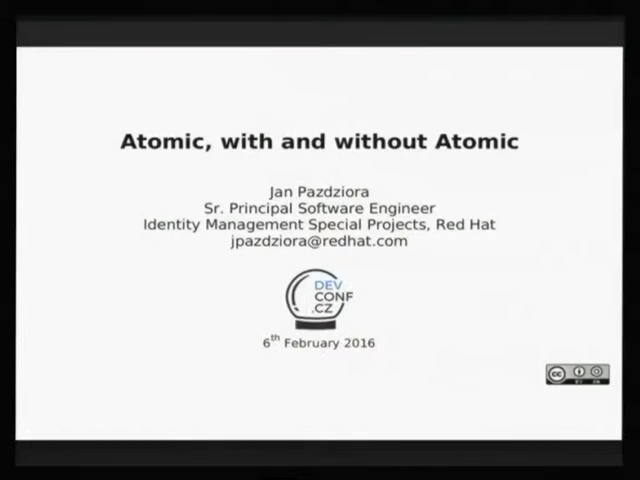 Atomic, with and without Atomic
Jan Pazdziora
Sr. Principal Software Engineer
Identity Management Special Projects, Red Hat
jpazdziora@redhat.com
DEV
CONF
.CZ
6th February 2016
cc